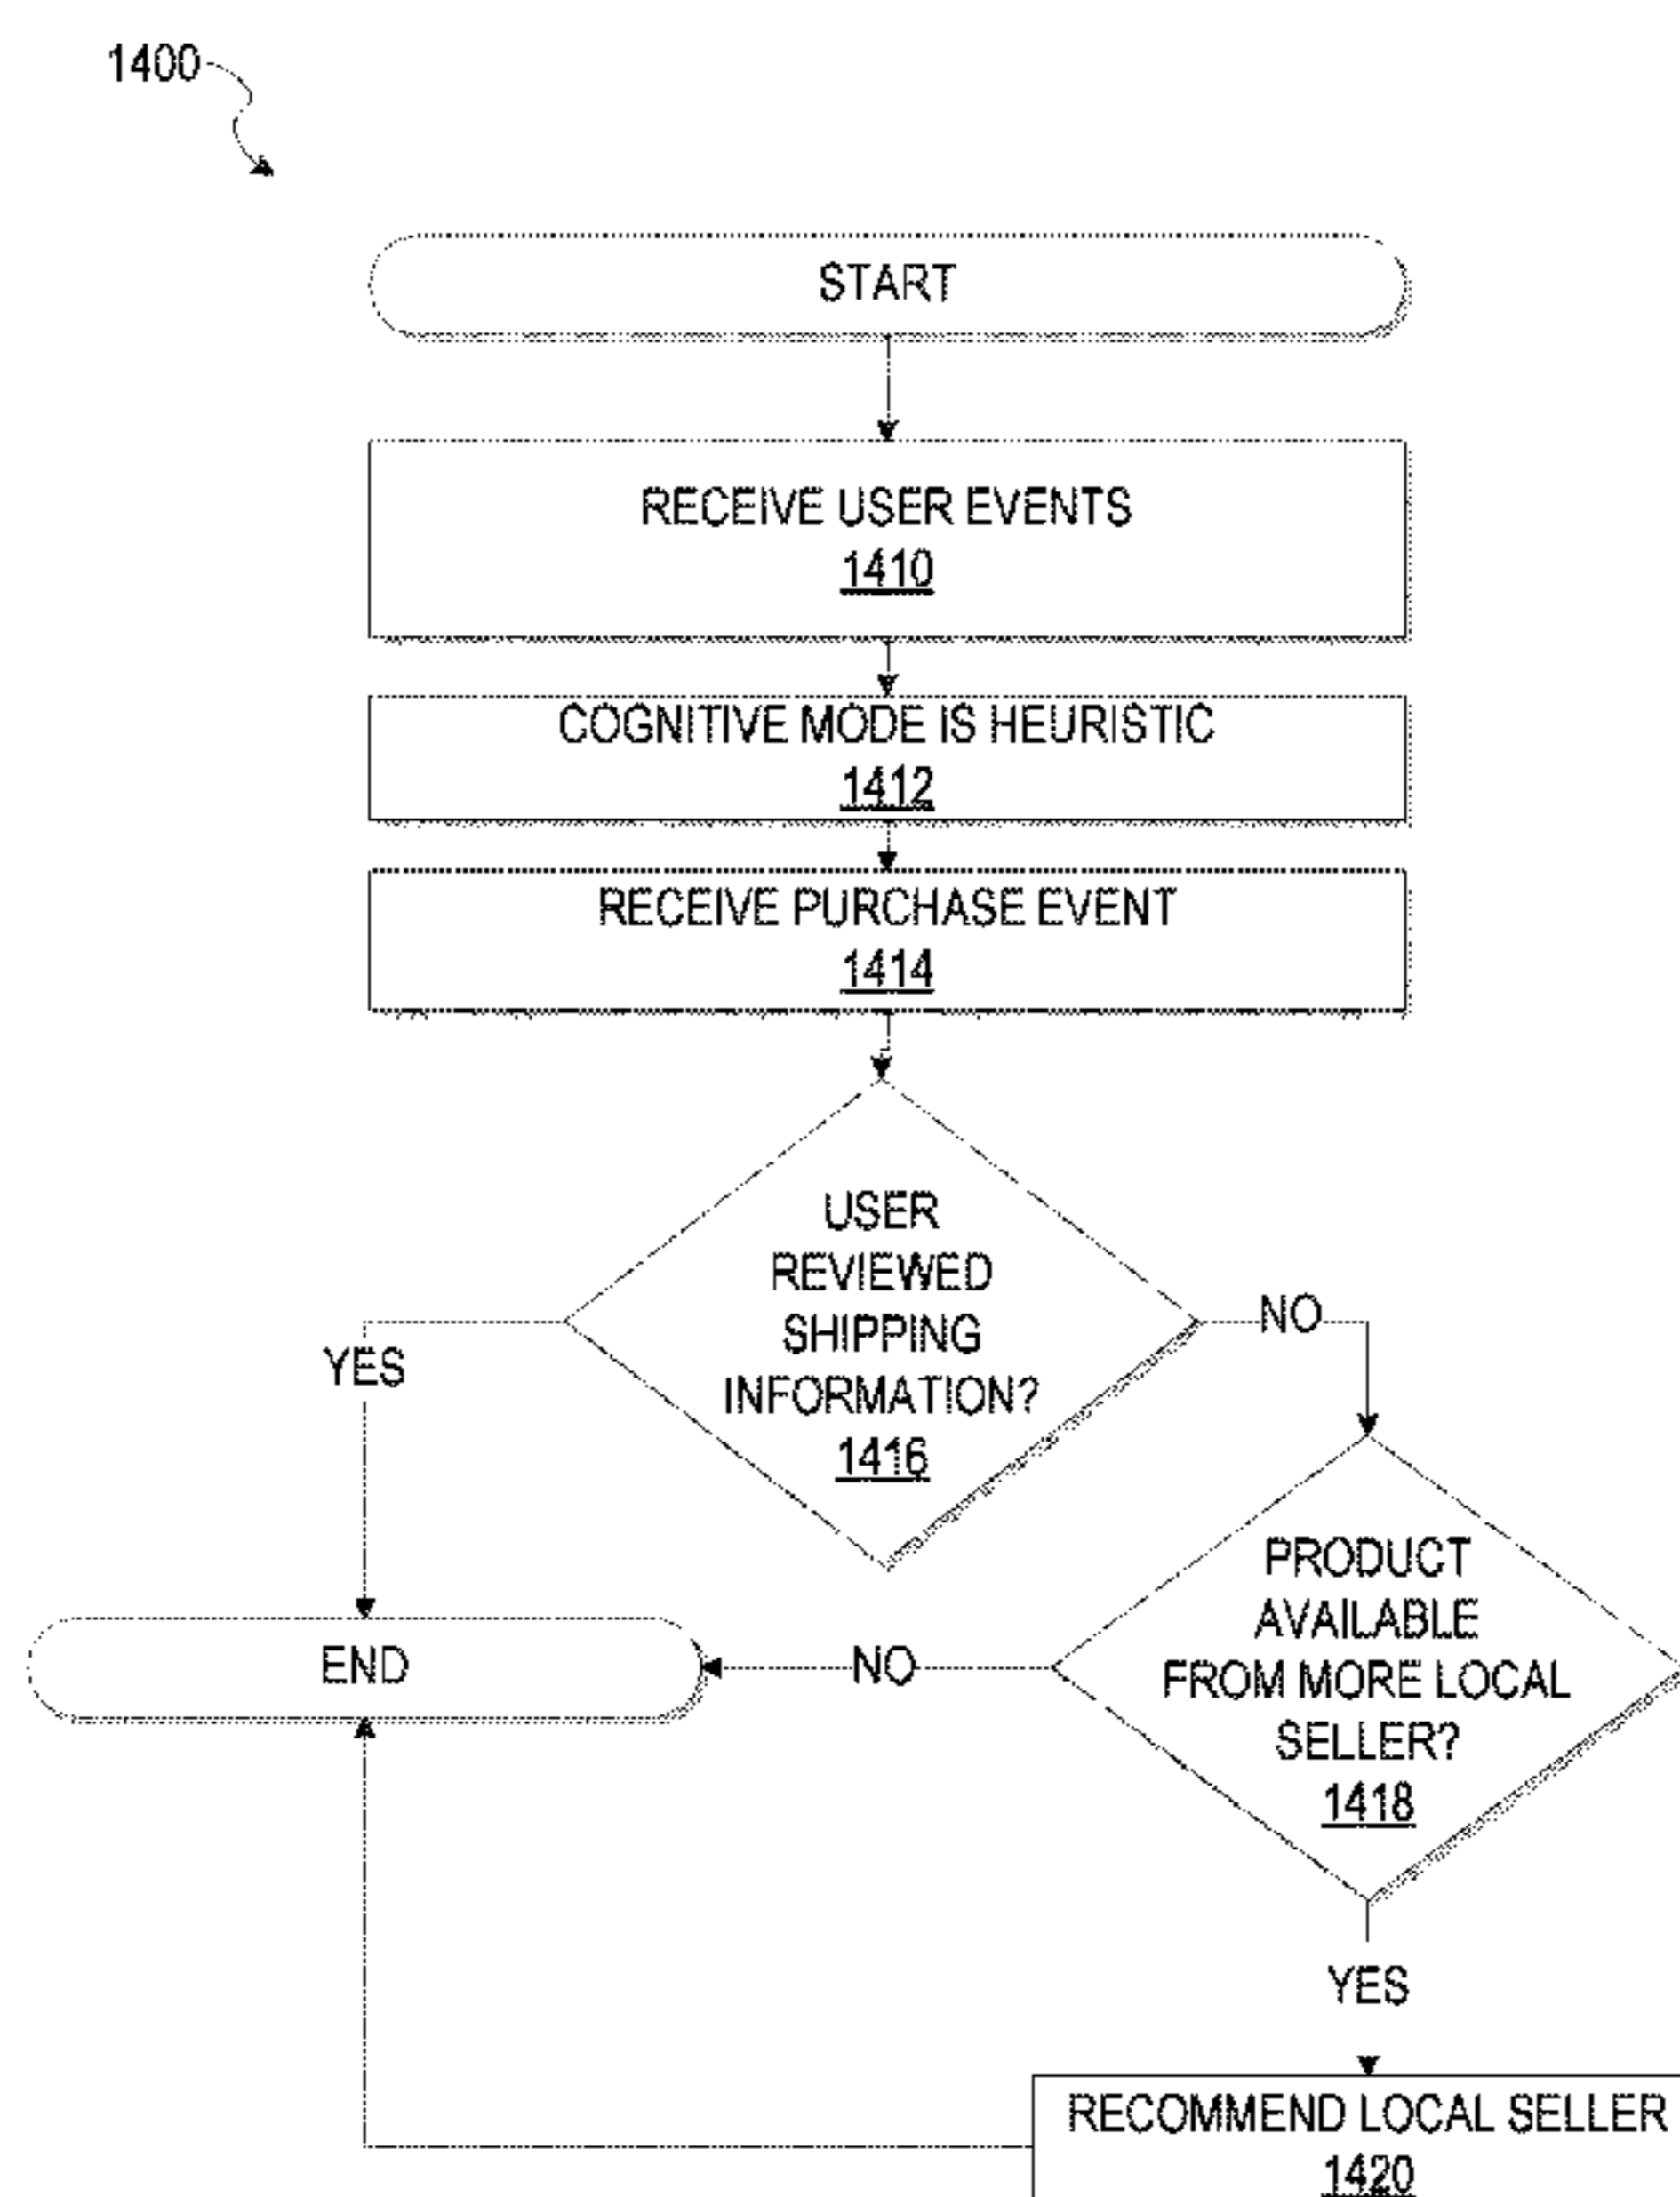 1400
START
RECEIVE USER EVENTS
1410
COGNITIVE MODE IS HEURISTIC
1412
RECEIVE PURCHASE EVENT
1414
USER
REVIEWED
SHIPPING
INFORMATION?
1416
YES
NO
PRODUCT
AVAILABLE
FROM MORE LOCAL
SELLER?
1418
END
NO
YES
RECOMMEND LOCAL SELLER
1420